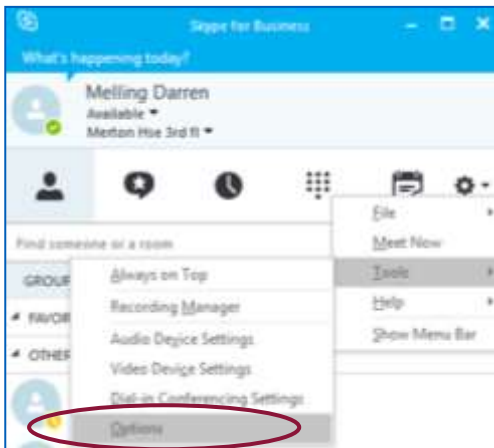 Skype for Business
What's happening today?
Melling Darren
Available
Merton Hse 3rd fl
Find someone or a room
File
Meet Now
Tools
Help
Show Menu Bar
GROUP
FAVOR
OTHER
Always on Top
Recording Manager
Audio Device Settings
Video Device Settings
Dial-in Conferencing Settings
Options